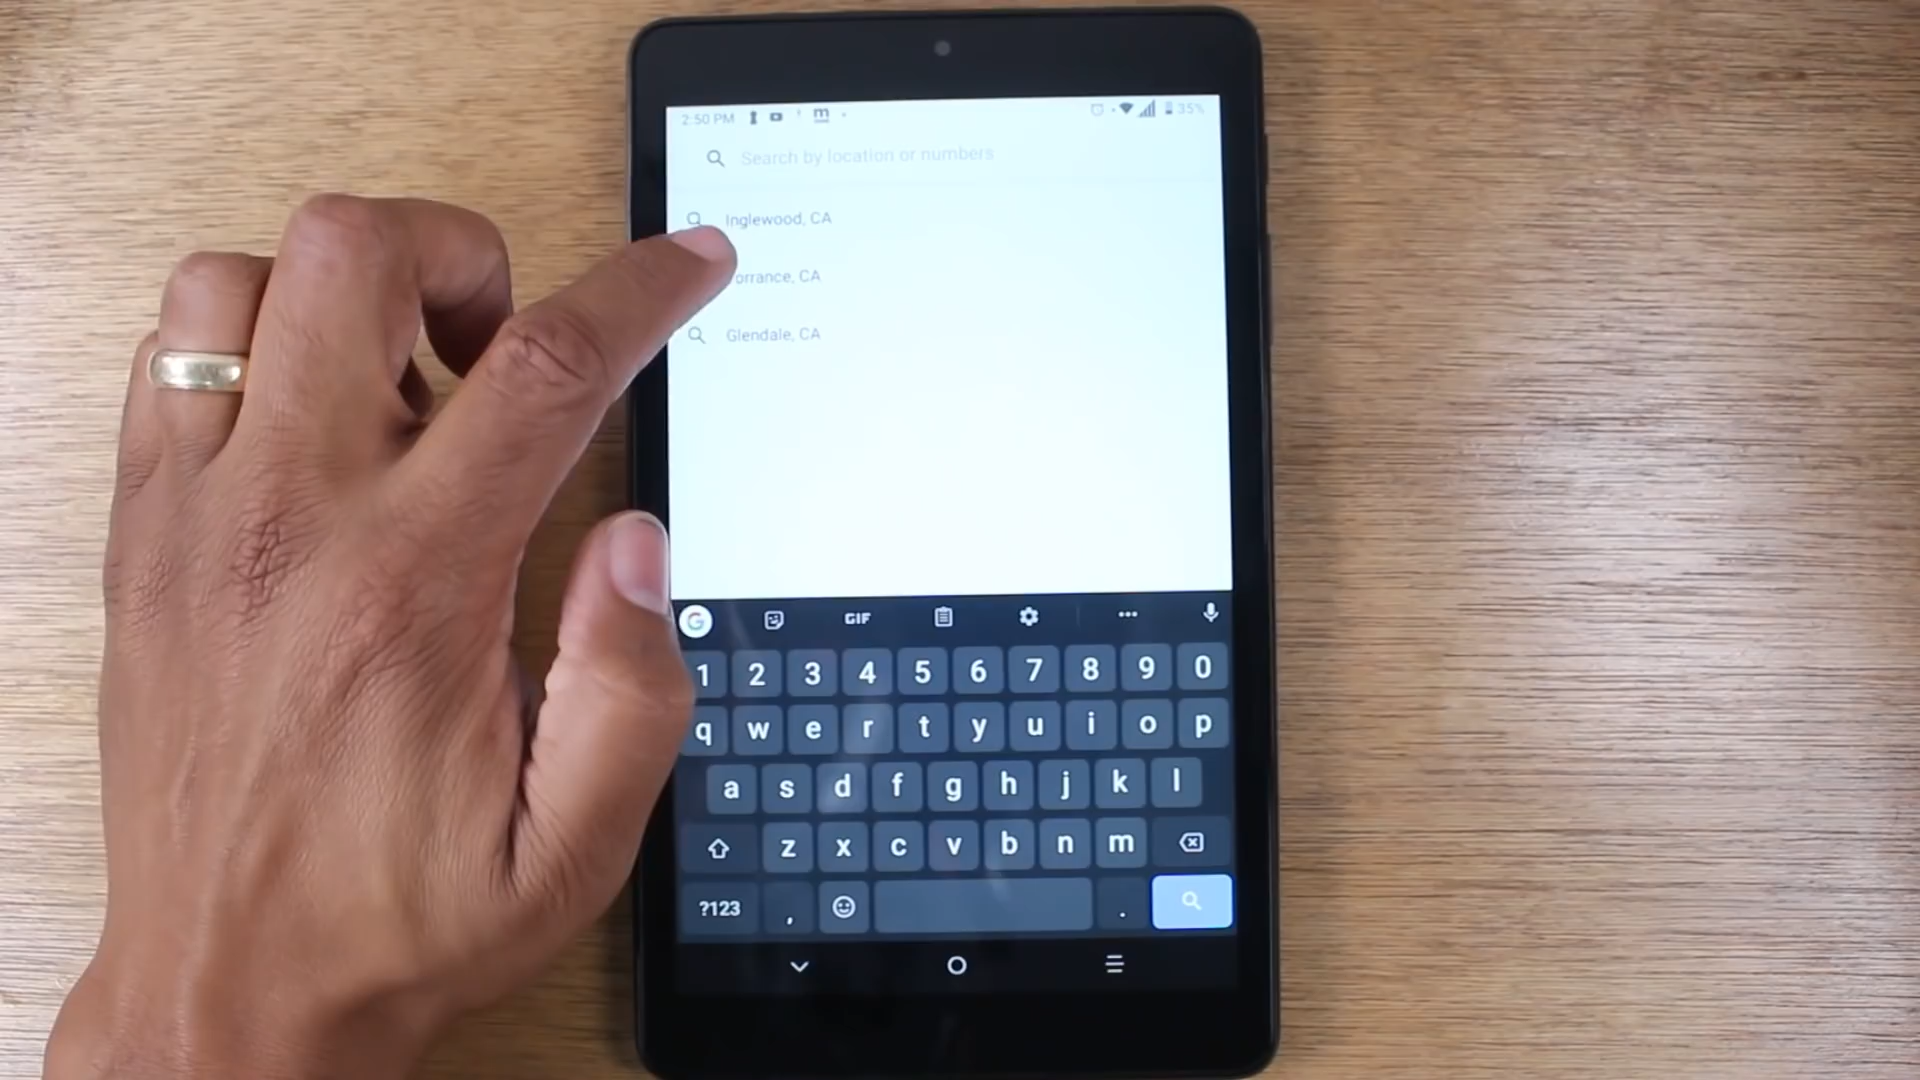 2:50 PM m 35%
Search by location or numbers
Inglewood, CA
orrance, CA
Glendale, CA
G GIF
1 2 3 4 5 6 7 8 9 0
q w e r t y u i o p
a s d f g h j k l
z x c v b n m
?123 , .